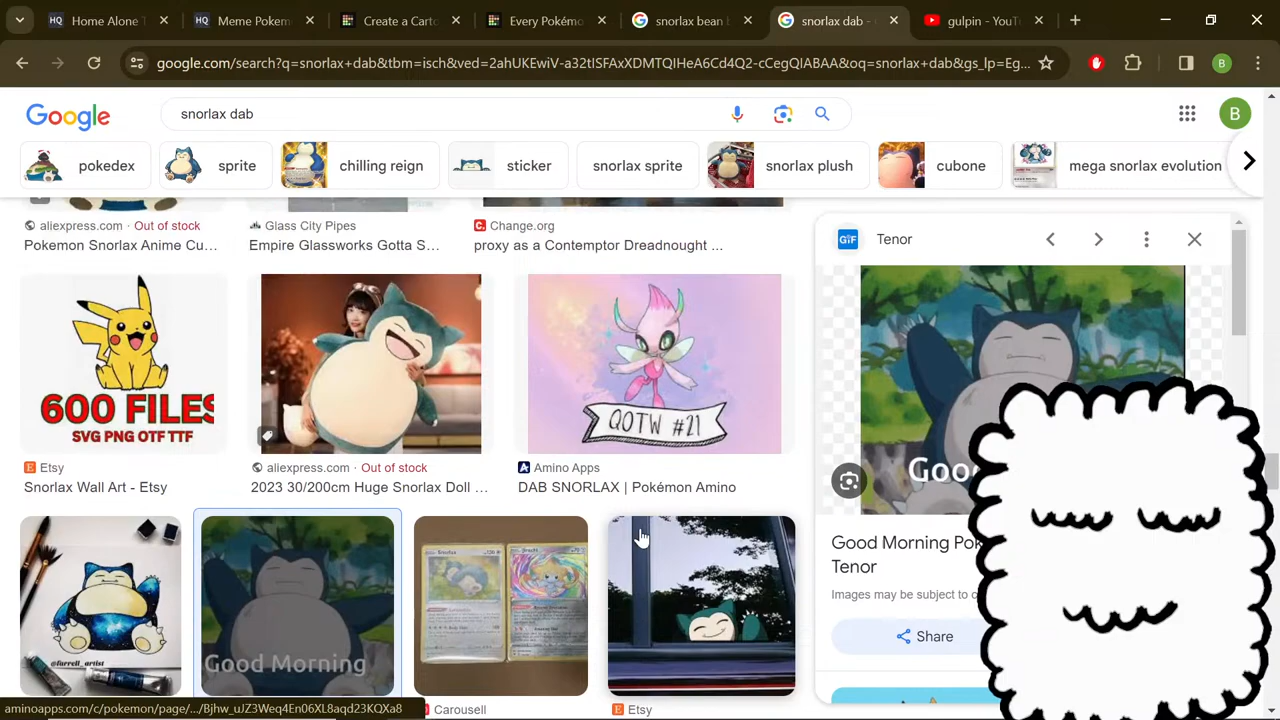 Home Alone T
Meme Pokem
Create a Carto
Every Pokémo
snorlax bean b
snorlax dab -
gulpin - YouTu
google.com/search?q=snorlax+dab&tbm=isch&ved=2ahUKEwiV-a32tISFAxXDMTQIHeA6Cd4Q2-cCegQIABAA&oq=snorlax+dab&gs_lp=Eg...
B
Google
snorlax dab
B
pokedex
sprite
chilling reign
sticker
snorlax sprite
snorlax plush
cubone
mega snorlax evolution
aliexpress.com · Out of stock
Pokemon Snorlax Anime Cu...
Glass City Pipes
Empire Glassworks Gotta S...
Change.org
proxy as a Contemptor Dreadnought ...
GIF
Tenor
600 FILES
SVG PNG OTF TTF
QOTW #21
Goo
Etsy
Snorlax Wall Art - Etsy
aliexpress.com · Out of stock
2023 30/200cm Huge Snorlax Doll ...
Amino Apps
DAB SNORLAX | Pokémon Amino
Good Morning Pok
Tenor
Images may be subject to c
Share
@farrell_artist
Good Morning
Carousell
Etsy